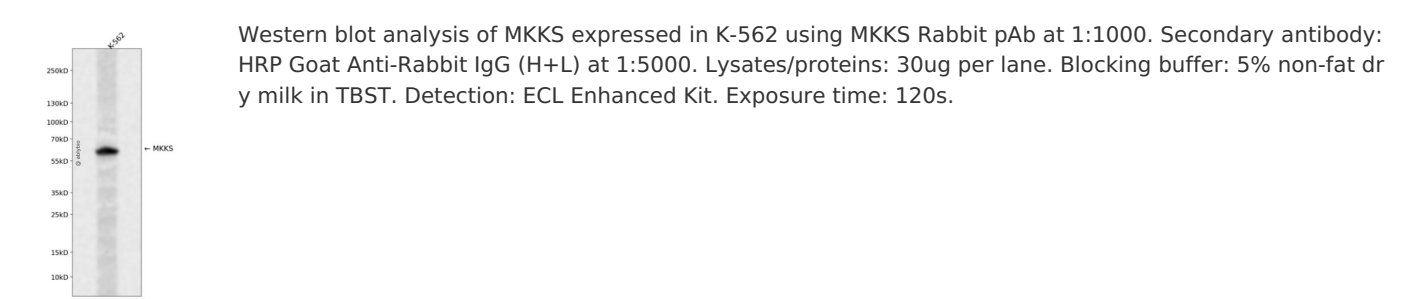 K-562
250kD
130kD
100kD
70kD
55kD
35kD
25kD
15kD
10kD
← MKKS
Western blot analysis of MKKS expressed in K-562 using MKKS Rabbit pAb at 1:1000. Secondary antibody:
HRP Goat Anti-Rabbit IgG (H+L) at 1:5000. Lysates/proteins: 30ug per lane. Blocking buffer: 5% non-fat dr
y milk in TBST. Detection: ECL Enhanced Kit. Exposure time: 120s.